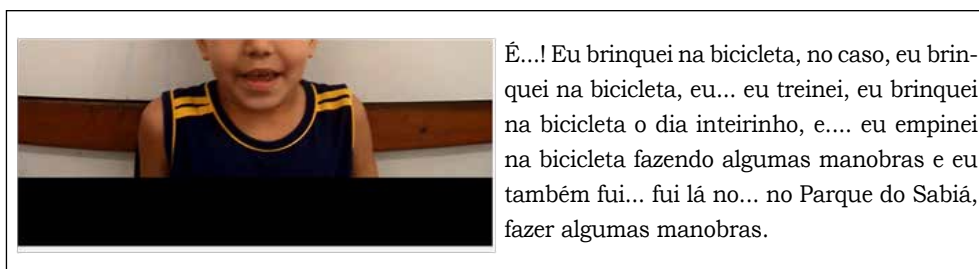 É...! Eu brinquei na bicicleta, no caso, eu brin-
quei na bicicleta, eu... eu treinei, eu brinquei
na bicicleta o dia inteirinho, e.... eu empinei
na bicicleta fazendo algumas manobras e eu
também fui... fui lá no... no Parque do Sabiá,
fazer algumas manobras.